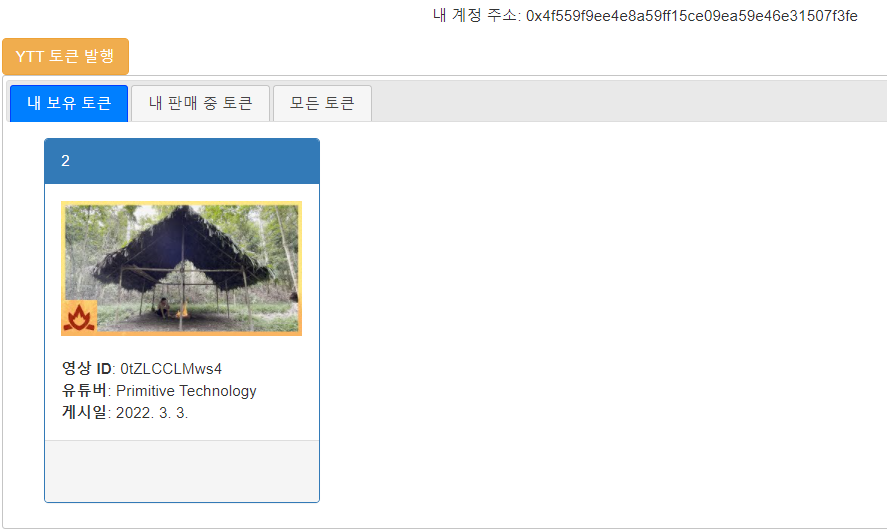 내 계정 주소: 0x4f559f9ee4e8a59ff15ce09ea59e46e31507f3fe
YTT 토큰 발행
내 보유 토큰 내 판매 중 토큰 모든 토큰
2
영상 ID: 0tZLCCLMws4
유튜버: Primitive Technology
게시일: 2022. 3. 3.